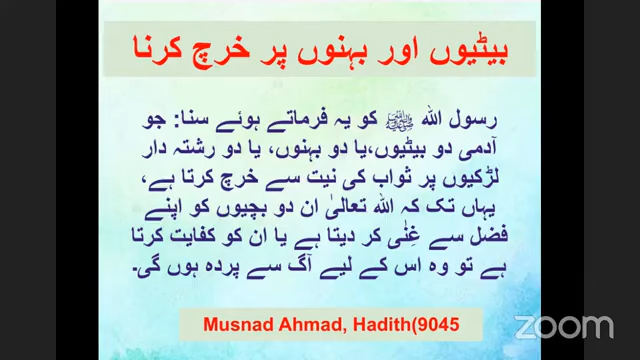 بیٹیوں اور بہنوں پر خرچ کرنا
رسول اللہ ﷺ کو یہ فرماتے ہوئے سنا: جو
آدمی دو بیٹیوں،یا دو بہنوں، یا دو رشتہ دار
لڑکیوں پر ثواب کی نیت سے خرچ کرتا ہے،
یہاں تک کہ اللہ تعالیٰ ان دو بچیوں کو اپنے
فضل سے غِنٰی کر دیتا ہے یا ان کو کفایت کرتا
ہے تو وہ اس کے لیے آگ سے پردہ ہوں گی۔
Musnad Ahmad, Hadith(9045
zoom